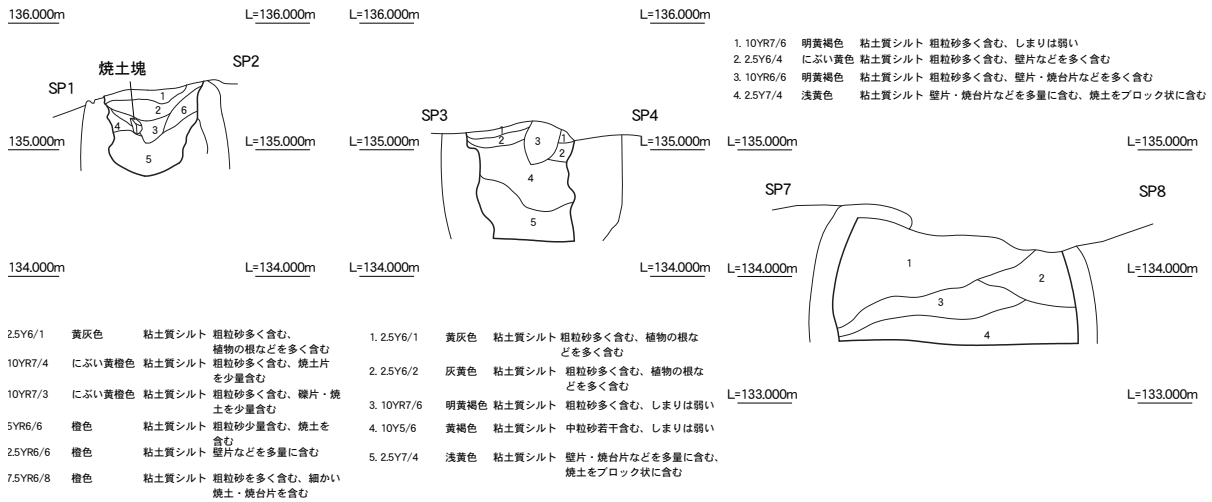 136.000m L=136.000m L=136.000m
焼土塊
SP1 SP2
1
2
6
4
3
5
135.000m L=135.000m
134.000m L=134.000m
2.5Y6/1 黄灰色 粘土質シルト 粗粒砂多く含む、
植物の根などを多く含む
10YR7/4 にぶい黄橙色 粘土質シルト 粗粒砂多く含む、焼土片
を少量含む
10YR7/3 にぶい黄橙色 粘土質シルト 粗粒砂多く含む、礫片・焼
土を少量含む
5YR6/6 橙色 粘土質シルト 粗粒砂少量含む、焼土を
含む
2.5YR6/6 橙色 粘土質シルト 壁片などを多量に含む
7.5YR6/8 橙色 粘土質シルト 粗粒砂を多く含む、細かい
焼土・焼台片を含む
SP3 SP4
1
2
3
1
2
4
5
L=135.000m L=135.000m
L=134.000m L=134.000m
1. 2.5Y6/1 黄灰色 粘土質シルト 粗粒砂多く含む、植物の根な
どを多く含む
2. 2.5Y6/2 灰黄色 粘土質シルト 粗粒砂多く含む、植物の根な
どを多く含む
3. 10YR7/6 明黄褐色 粘土質シルト 粗粒砂多く含む、しまりは弱い
4. 10Y5/6 黄褐色 粘土質シルト 中粒砂若干含む、しまりは弱い
5. 2.5Y7/4 浅黄色 粘土質シルト 壁片・焼台片などを多量に含む、
焼土をブロック状に含む
1. 10YR7/6 明黄褐色 粘土質シルト 粗粒砂多く含む、しまりは弱い
2. 2.5Y6/4 にぶい黄色 粘土質シルト 粗粒砂多く含む、壁片などを多く含む
3. 10YR6/6 明黄褐色 粘土質シルト 粗粒砂多く含む、壁片・焼台片などを多く含む
4. 2.5Y7/4 浅黄色 粘土質シルト 壁片・焼台片などを多量に含む、焼土をブロック状に含む
L=135.000m L=135.000m
SP7 SP8
1
2
3
4
L=134.000m L=134.000m
L=133.000m L=133.000m